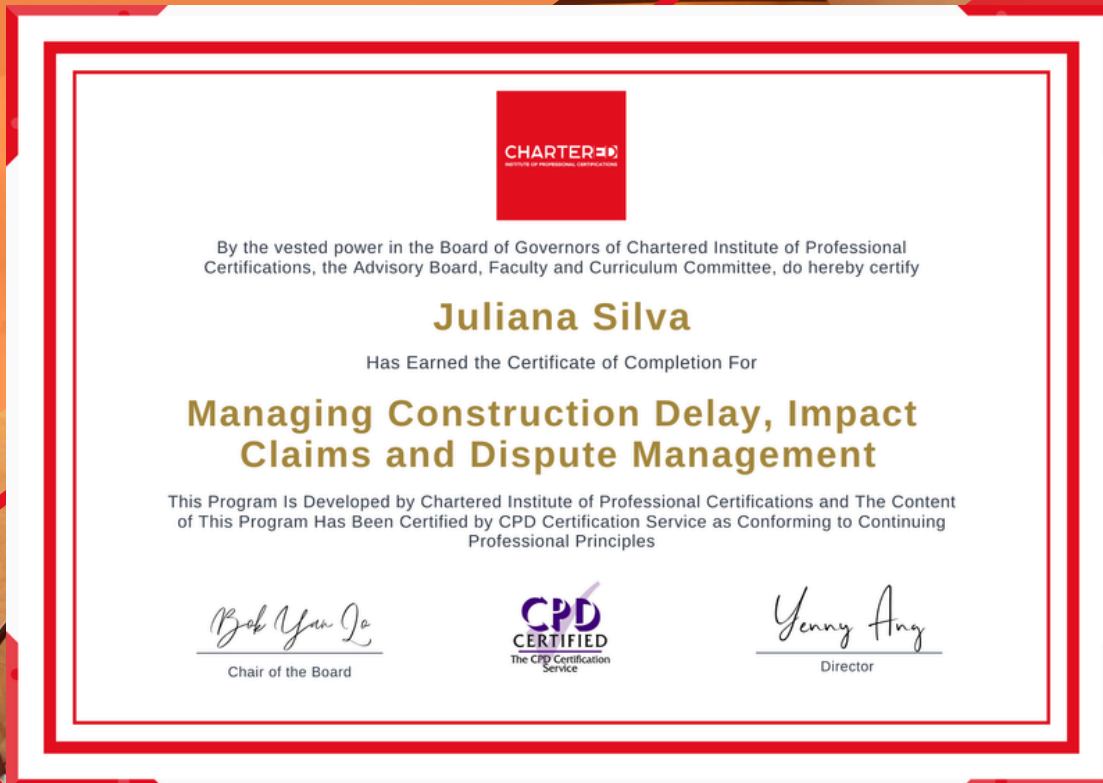 CHARTERED
INSTITUTE OF PROFESSIONAL CERTIFICATIONS
By the vested power in the Board of Governors of Chartered Institute of Professional
Certifications, the Advisory Board, Faculty and Curriculum Committee, do hereby certify
Juliana Silva
Has Earned the Certificate of Completion For
Managing Construction Delay, Impact
Claims and Dispute Management
This Program Is Developed by Chartered Institute of Professional Certifications and The Content
of This Program Has Been Certified by CPD Certification Service as Conforming to Continuing
Professional Principles
Bok Yan Lo
Chair of the Board
CPD
CERTIFIED
The CPD Certification
Service
Yenny Ang
Director